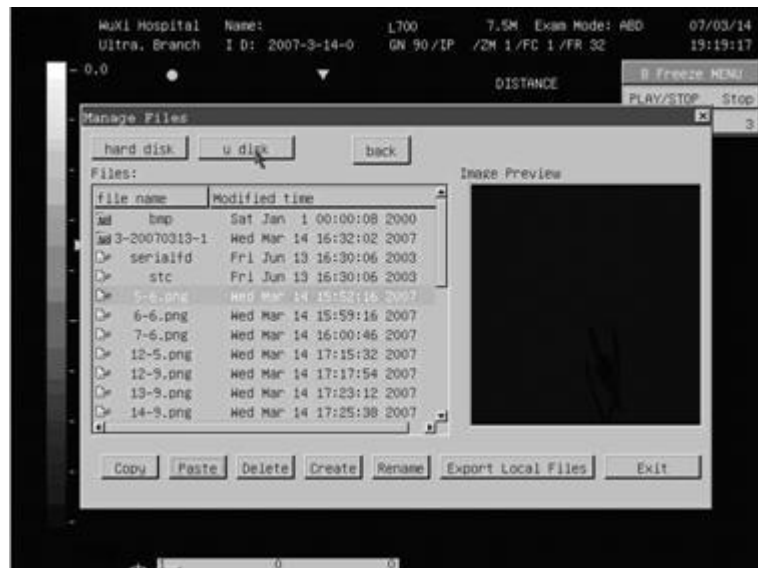 WuXi Hospital Name: L700 7.5M Exam Mode: ABD 07/03/14
Ultra. Branch I D: 2007-3-14-0 GN 90/IP /ZM 1/FC 1/FR 32 19:19:17
0.0
DISTANCE
B Freeze MENU
PLAY/STOP Stop
3
Manage Files
hard disk u disk back
Files: Image Preview
file name Modified time
bmp Sat Jan 1 00:00:08 2000
3-20070313-1 Wed Mar 14 16:32:02 2007
serialfd Fri Jun 13 16:30:06 2003
stc Fri Jun 13 16:30:06 2003
5-6.png Wed Mar 14 15:52:16 2007
6-6.png Wed Mar 14 15:59:16 2007
7-6.png Wed Mar 14 16:00:46 2007
12-5.png Wed Mar 14 17:15:32 2007
12-9.png Wed Mar 14 17:17:54 2007
13-9.png Wed Mar 14 17:23:12 2007
14-9.png Wed Mar 14 17:25:38 2007
Copy Paste Delete Create Rename Export Local Files Exit